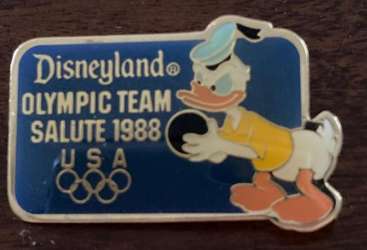 Disneyland®
OLYMPIC TEAM
SALUTE 1988
USA